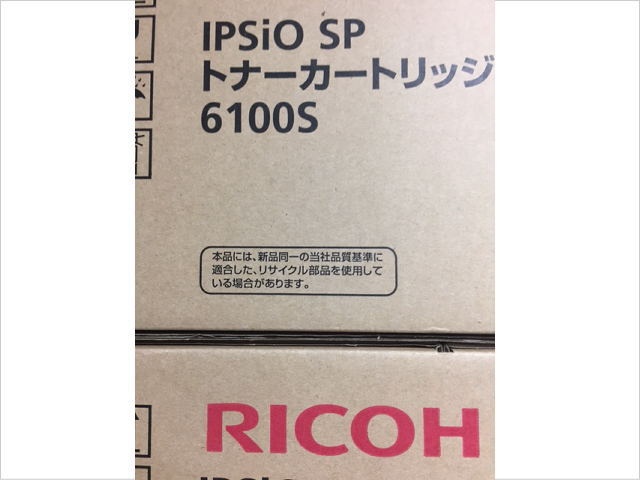 IPSiO SP
トナーカートリッジ
6100S
本品には、新品同一の当社品質基準に
適合した、リサイクル部品を使用して
いる場合があります。
RICOH